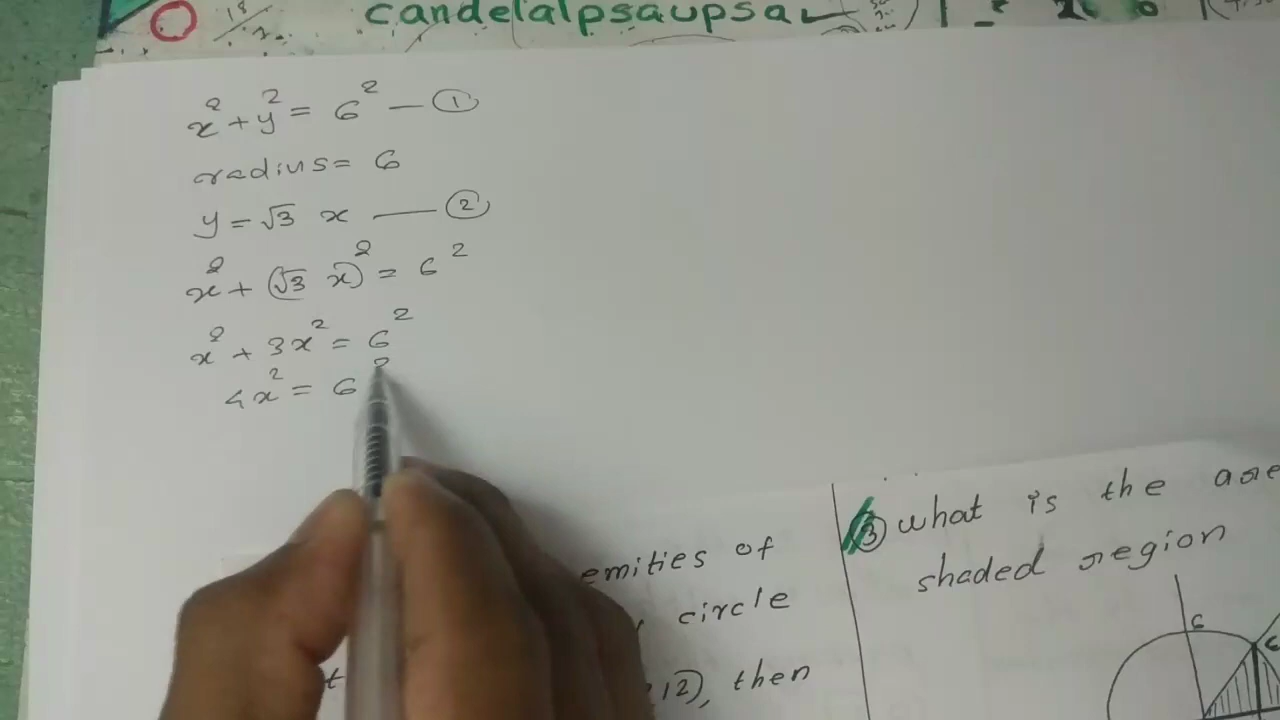 candelalpsaupsa
x² + y² = 6² — ①
radius = 6
y = √3 x — ②
x² + (√3 x)² = 6²
x² + 3x² = 6²
4x² = 6²
emities of
circle
12), then
③ what is the
shaded region
6